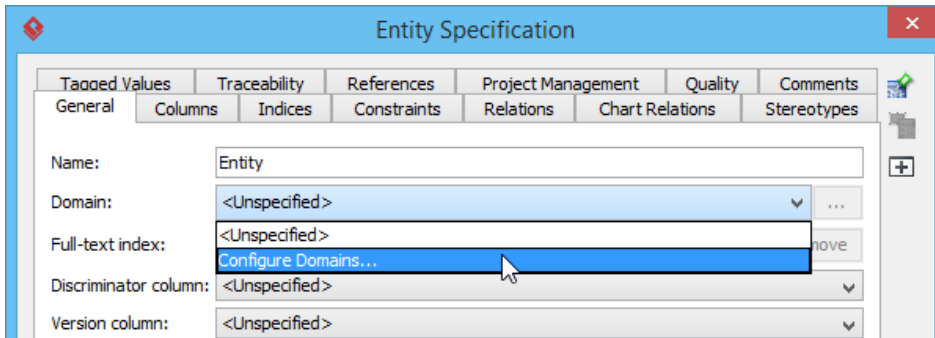 Entity Specification
Tagged Values Traceability References Project Management Quality Comments
General Columns Indices Constraints Relations Chart Relations Stereotypes
Name: Entity
Domain: <Unspecified> ...
<Unspecified>
Full-text index:
Configure Domains...
Discriminator column: <Unspecified>
Version column: <Unspecified>